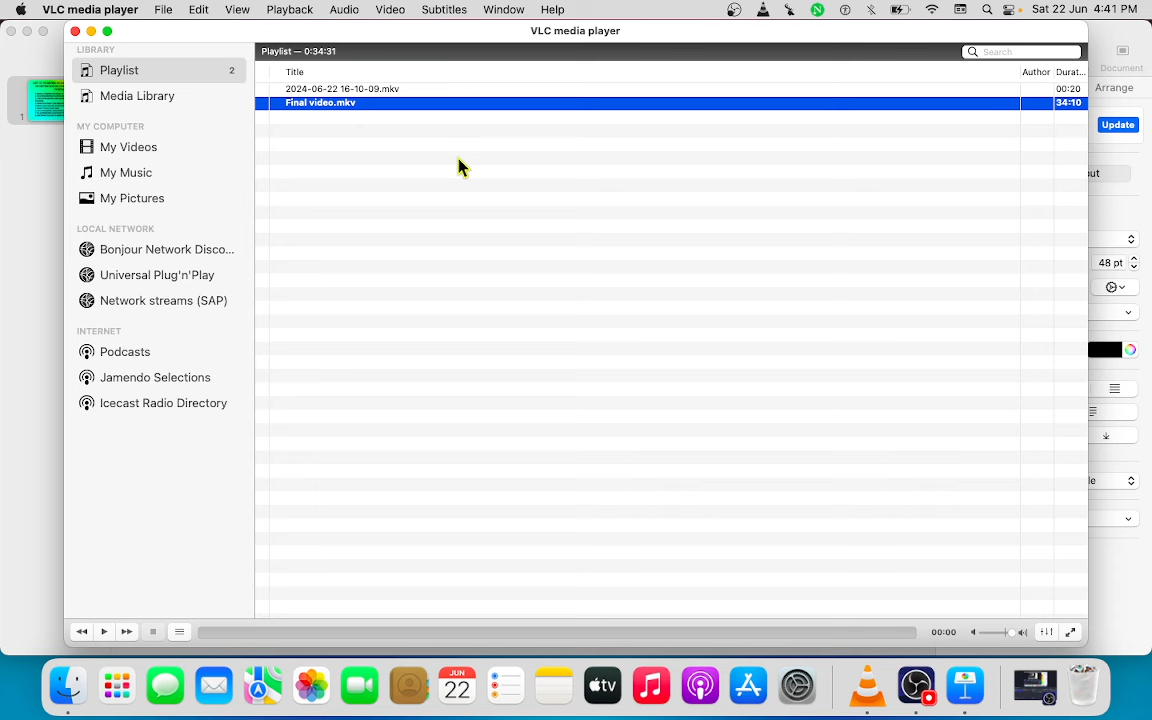 VLC media player File Edit View Playback Audio Video Subtitles Window Help Sat 22 Jun 4:41 PM
VLC media player
LIBRARY
Playlist 2
Media Library
MY COMPUTER
My Videos
My Music
My Pictures
LOCAL NETWORK
Bonjour Network Disco...
Universal Plug'n'Play
Network streams (SAP)
INTERNET
Podcasts
Jamendo Selections
Icecast Radio Directory
Playlist — 0:34:31 Search
Title Author Durat...
2024-06-22 16-10-09.mkv 00:20
Final video.mkv 34:10
00:00
1
Document
Arrange
Update
out
48 pt
le
JUN
22
tv